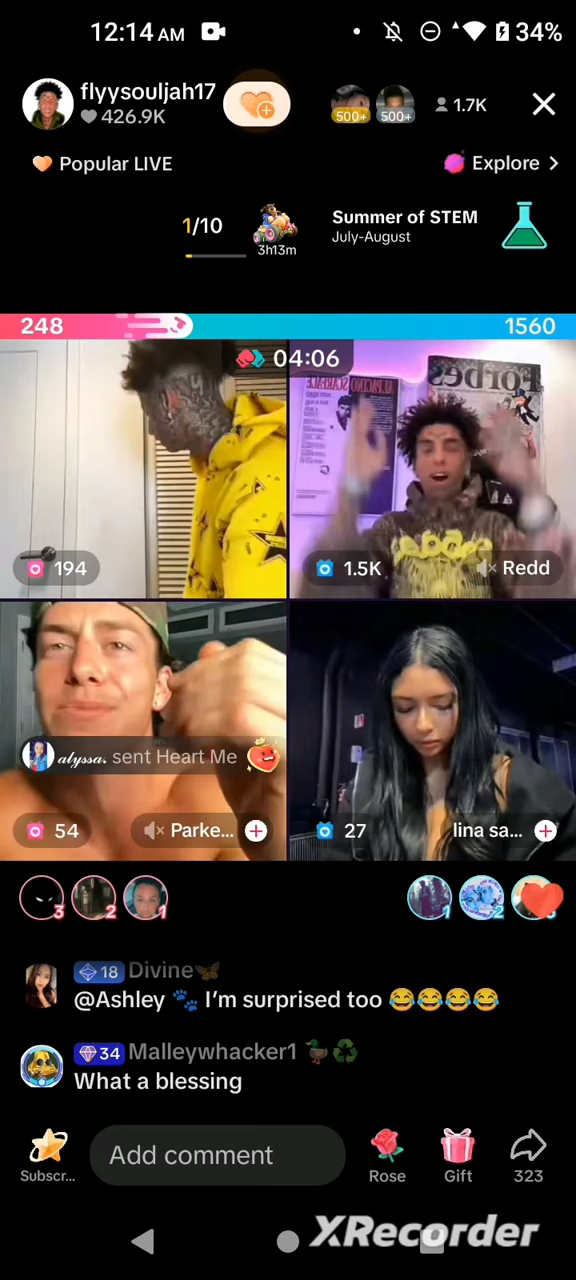 12:14 AM
34%
flyysouljah17
426.9K
500+
500+
1.7K
Popular LIVE
Explore >
1/10
3h13m
Summer of STEM
July-August
248
1560
04:06
Forbes
194
1.5K
Redd
alyssa. sent Heart Me
54
Parke...
27
lina sa...
3
2
1
1
2
18 Divine🦋
@Ashley 🐾 I’m surprised too 😂😂😂😂
34 Malleywhacker1 🦆♻️
What a blessing
Subscr...
Add comment
Rose
Gift
323
XRecorder